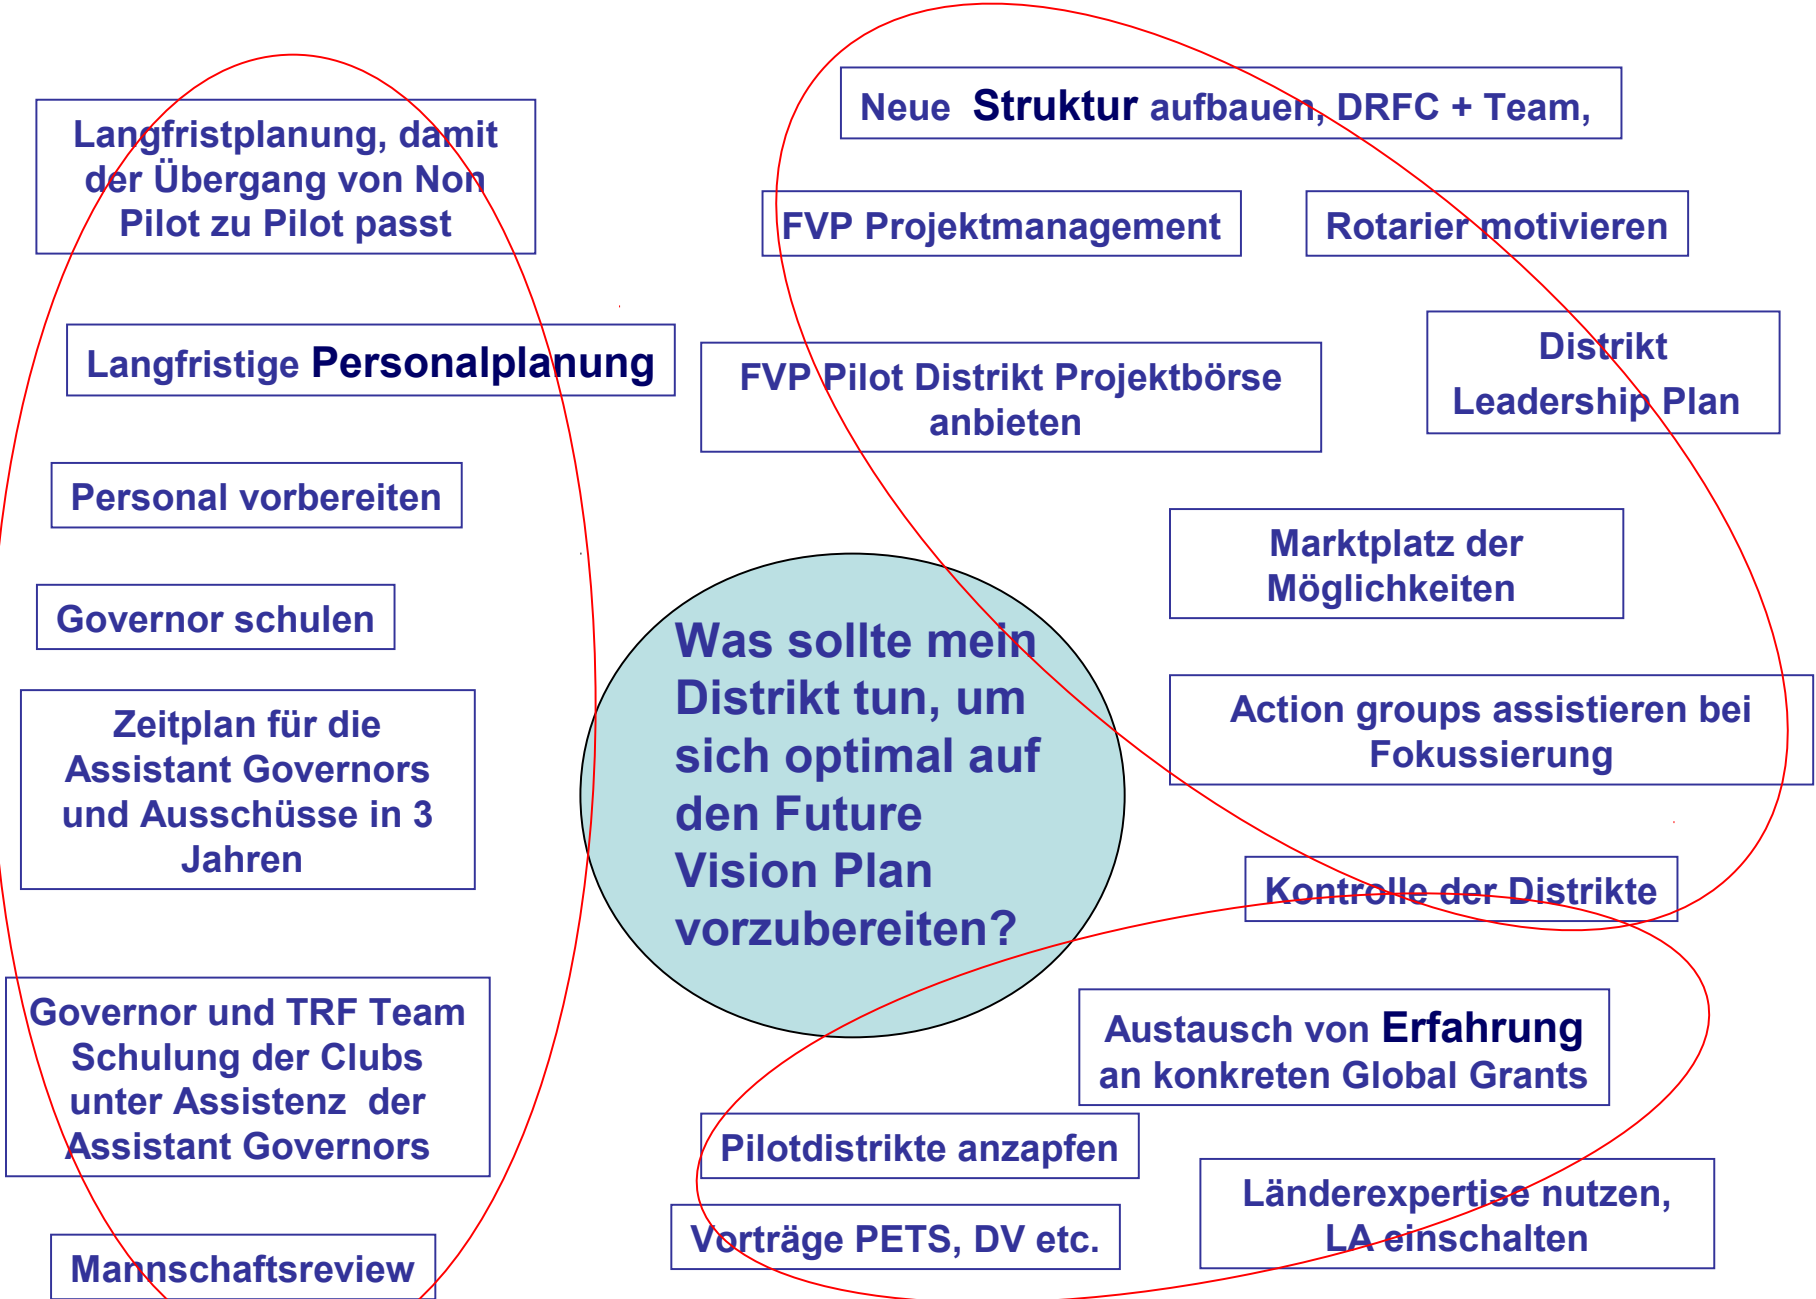 Langfristplanung, damit
der Übergang von Non
Pilot zu Pilot passt
Langfristige Personalplanung
Personal vorbereiten
Governor schulen
Zeitplan für die
Assistant Governors
und Ausschüsse in 3
Jahren
Governor und TRF Team
Schulung der Clubs
unter Assistenz der
Assistant Governors
Mannschaftsreview
Neue Struktur aufbauen, DRFC + Team,
FVP Projektmanagement
Rotarier motivieren
FVP Pilot Distrikt Projektbörse
anbieten
Distrikt
Leadership Plan
Marktplatz der
Möglichkeiten
Action groups assistieren bei
Fokussierung
Kontrolle der Distrikte
Was sollte mein
Distrikt tun, um
sich optimal auf
den Future
Vision Plan
vorzubereiten?
Austausch von Erfahrung
an konkreten Global Grants
Pilotdistrikte anzapfen
Vorträge PETS, DV etc.
Länderexpertise nutzen,
LA einschalten